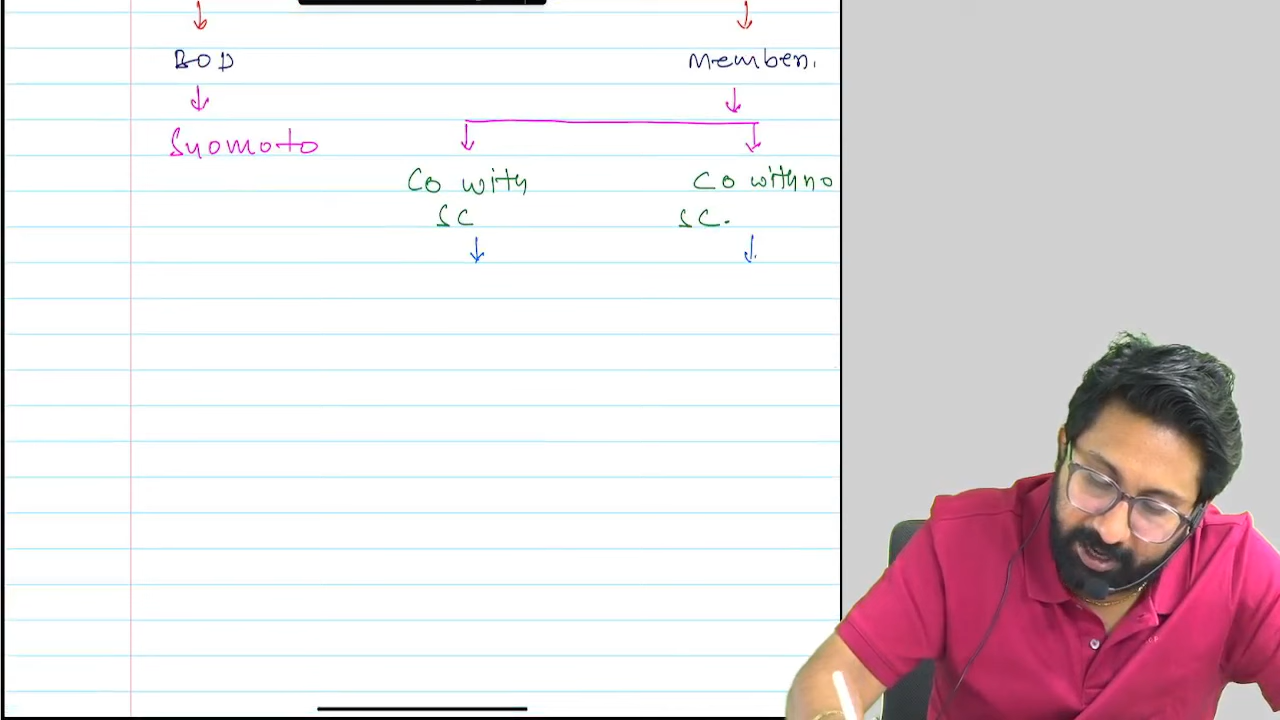 BOD
Member.
Suomoto
Co with
SC
Co with no
SC.